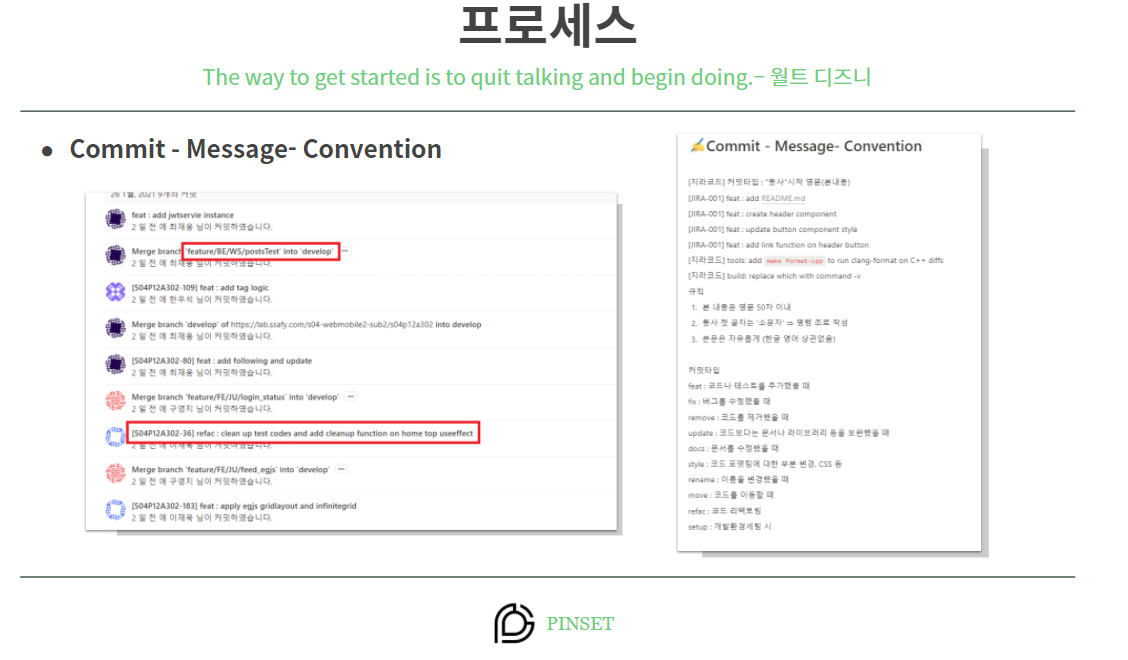 프로세스
The way to get started is to quit talking and begin doing.- 월트 디즈니
• Commit - Message- Convention
26 1월, 2021 9개의 커밋
feat : add jwtservie instance
2 일 전 에 최재웅 님이 커밋하였습니다.
Merge branch 'feature/BE/WS/postsTest' into 'develop'
2 일 전 에 최재웅 님이 커밋하였습니다.
[S04P12A302-109] feat : add tag logic
2 일 전 에 한우석 님이 커밋하였습니다.
Merge branch 'develop' of https://lab.ssafy.com/s04-webmobile2-sub2/s04p12a302 into develop
2 일 전 에 최재웅 님이 커밋하였습니다.
[S04P12A302-80] feat : add following and update
2 일 전 에 최재웅 님이 커밋하였습니다.
Merge branch 'feature/FE/JU/login_status' into 'develop'
2 일 전 에 구영지 님이 커밋하였습니다.
[S04P12A302-36] refac : clean up test codes and add cleanup function on home top useeffect
2 일 전 에 이재욱 님이 커밋하였습니다.
Merge branch 'feature/FE/JU/feed_egjs' into 'develop'
2 일 전 에 구영지 님이 커밋하였습니다.
[S04P12A302-183] feat : apply egjs gridlayout and infinitegrid
2 일 전 에 이재욱 님이 커밋하였습니다.
✍Commit - Message- Convention
[지라코드] 커밋타입 : "동사"시작 영문(본내용)
[JIRA-001] feat : add README.md
[JIRA-001] feat : create header component
[JIRA-001] feat : update button component style
[JIRA-001] feat : add link function on header button
[지라코드] tools: add make format-cpp to run clang-format on C++ diffs
[지라코드] build: replace which with command -v
규칙
1. 본 내용은 영문 50자 이내
2. 동사 첫 글자는 '소문자' ⇒ 명령 조로 작성
3. 본문은 자유롭게 (한글 영어 상관없음)
커밋타입
feat : 코드나 테스트를 추가했을 때
fix : 버그를 수정했을 때
remove : 코드를 제거했을 때
update : 코드보다는 문서나 라이브러리 등을 보완했을 때
docs : 문서를 수정했을 때
style : 코드 포맷팅에 대한 부분 변경, CSS 등
rename : 이름을 변경했을 때
move : 코드를 이동할 때
refac : 코드 리팩토링
setup : 개발환경세팅 시
PINSET